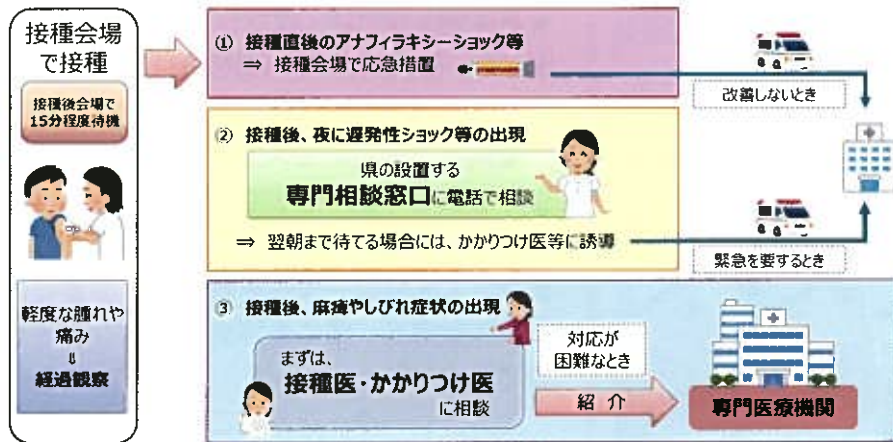 接種会場
で接種
接種後会場で
15分程度待機
軽度な腫れや
痛み
⇓
経過観察
① 接種直後のアナフィラキシーショック等
⇒ 接種会場で応急措置
改善しないとき
② 接種後、夜に遅発性ショック等の出現
県の設置する
専門相談窓口に電話で相談
⇒ 翌朝まで待てる場合には、かかりつけ医等に誘導
緊急を要するとき
③ 接種後、麻痺やしびれ症状の出現
まずは、
接種医・かかりつけ医
に相談
対応が
困難なとき
紹 介
専門医療機関